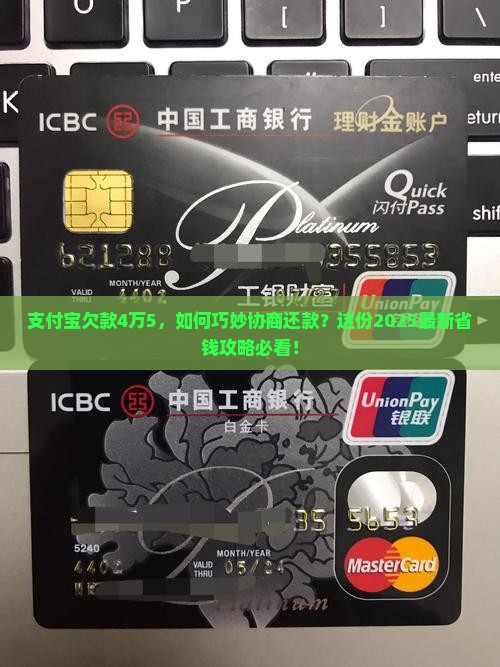 ICBC 中国工商银行 理财金账户
Quick
闪付Pass
Platinum
621288 355853
MONTH/YEAR
VALID
THRU
4402
工银财富
UnionPay
支付宝欠款4万5，如何巧妙协商还款？这份2025最新省
钱攻略必看！
ICBC 中国工商银行
白金卡
UnionPay
银联
35 5653
5240
MONTH/YEAR
440
VALID
THRU
05/24
MasterCard
Platinum